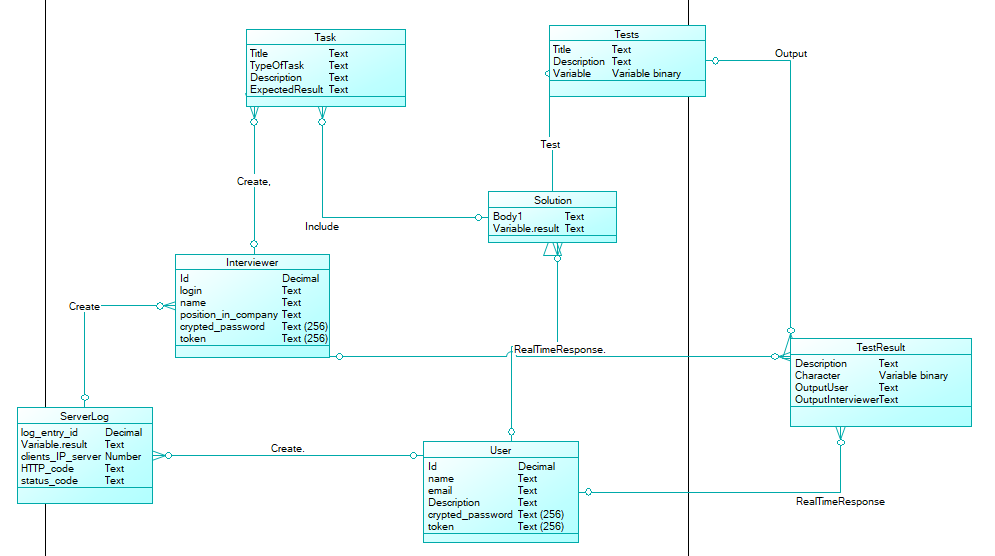 Task
Title Text
TypeOfTask Text
Description Text
ExpectedResult Text
Tests
Title Text
Description Text
Variable Variable binary
Output
Test
Create,
Include
Solution
Body1 Text
Variable.result Text
Interviewer
Id Decimal
login Text
name Text
position_in_company Text
crypted_password Text (256)
token Text (256)
Create
RealTimeResponse.
TestResult
Description Text
Character Variable binary
OutputUser Text
OutputInterviewerText
ServerLog
log_entry_id Decimal
Variable.result Text
clients_IP_server Number
HTTP_code Text
status_code Text
Create.
User
Id Decimal
name Text
email Text
Description Text
crypted_password Text (256)
token Text (256)
RealTimeResponse